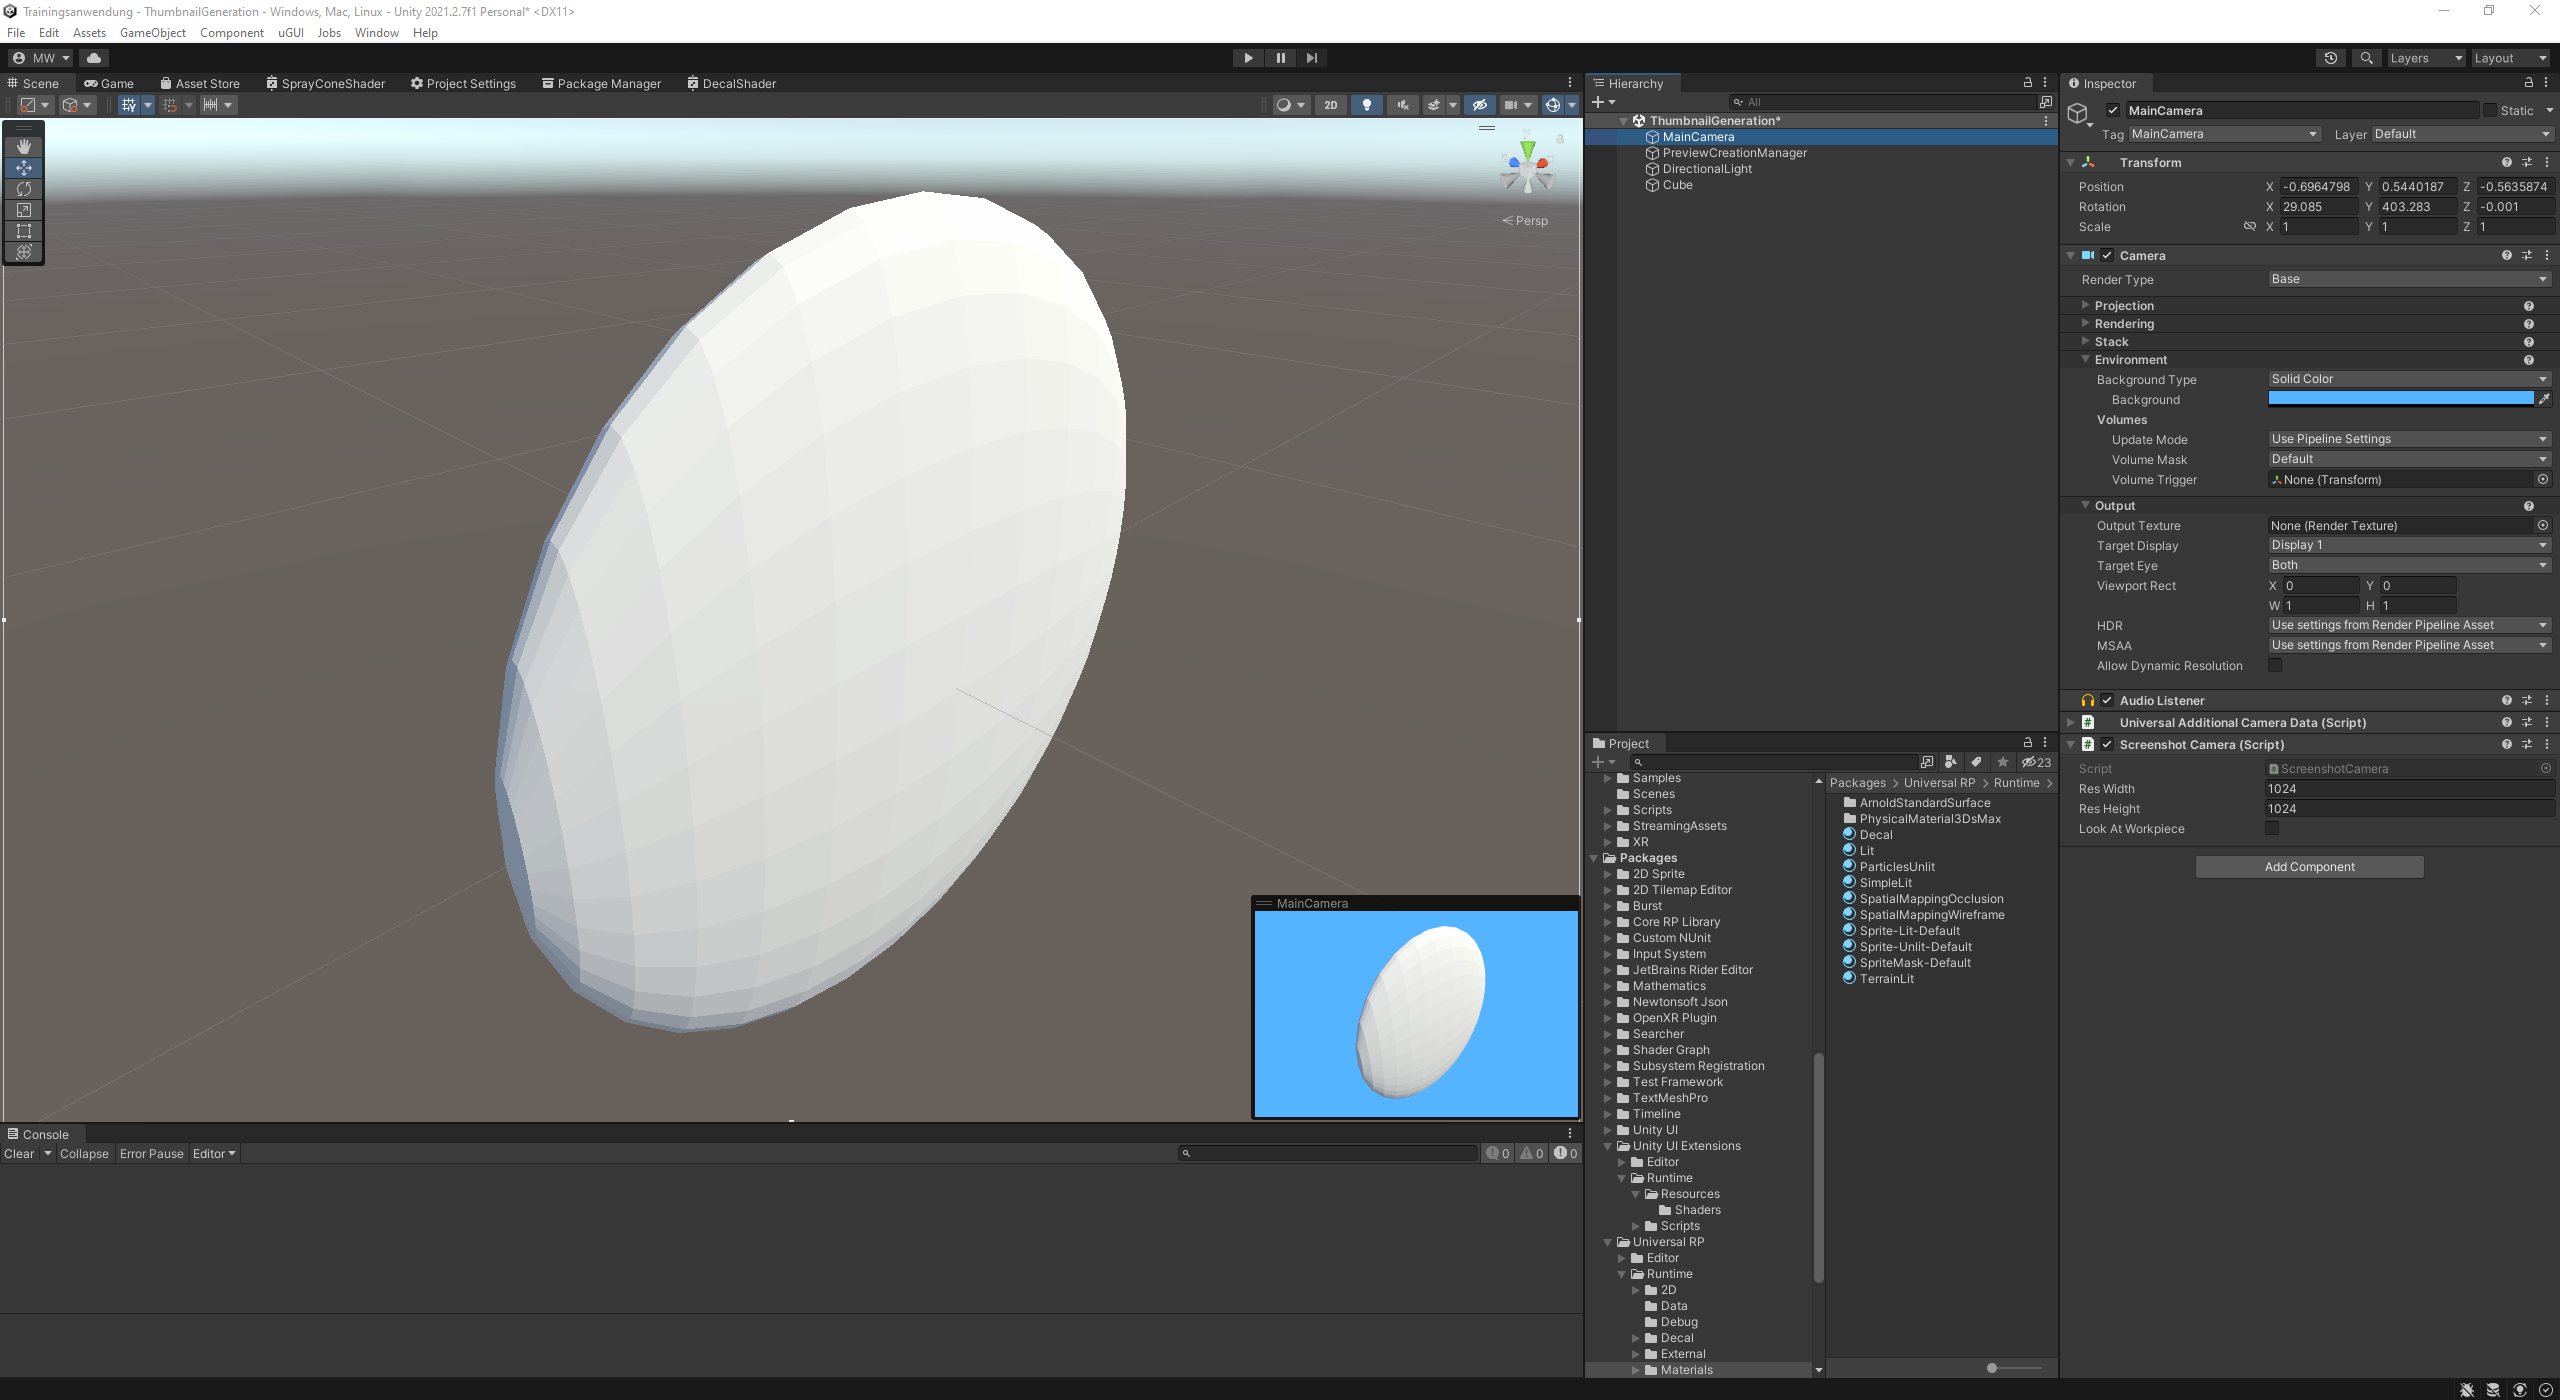 Trainingsanwendung - ThumbnailGeneration - Windows, Mac, Linux - Unity 2021.2.7f1 Personal* <DX11>
File Edit Assets GameObject Component uGUI Jobs Window Help
MW Layers Layout
Scene Game Asset Store SprayConeShader Project Settings Package Manager DecalShader
2D
Persp
MainCamera
Console
Clear Collapse Error Pause Editor 0 0 0
Hierarchy
All
ThumbnailGeneration*
MainCamera
PreviewCreationManager
DirectionalLight
Cube
Project
23
Samples
Scenes
Scripts
StreamingAssets
XR
Packages
2D Sprite
2D Tilemap Editor
Burst
Core RP Library
Custom NUnit
Input System
JetBrains Rider Editor
Mathematics
Newtonsoft Json
OpenXR Plugin
Searcher
Shader Graph
Subsystem Registration
Test Framework
TextMeshPro
Timeline
Unity UI
Unity UI Extensions
Editor
Runtime
Resources
Shaders
Scripts
Universal RP
Editor
Runtime
2D
Data
Debug
Decal
External
Materials
Packages > Universal RP > Runtime >
ArnoldStandardSurface
PhysicalMaterial3DsMax
Decal
Lit
ParticlesUnlit
SimpleLit
SpatialMappingOcclusion
SpatialMappingWireframe
Sprite-Lit-Default
Sprite-Unlit-Default
SpriteMask-Default
TerrainLit
Inspector
MainCamera Static
Tag MainCamera Layer Default
Transform
Position X -0.6964798 Y 0.5440187 Z -0.5635874
Rotation X 29.085 Y 403.283 Z -0.001
Scale X 1 Y 1 Z 1
Camera
Render Type Base
Projection
Rendering
Stack
Environment
Background Type Solid Color
Background
Volumes
Update Mode Use Pipeline Settings
Volume Mask Default
Volume Trigger None (Transform)
Output
Output Texture None (Render Texture)
Target Display Display 1
Target Eye Both
Viewport Rect X 0 Y 0
W 1 H 1
HDR Use settings from Render Pipeline Asset
MSAA Use settings from Render Pipeline Asset
Allow Dynamic Resolution
Audio Listener
Universal Additional Camera Data (Script)
Screenshot Camera (Script)
Script ScreenshotCamera
Res Width 1024
Res Height 1024
Look At Workpiece
Add Component